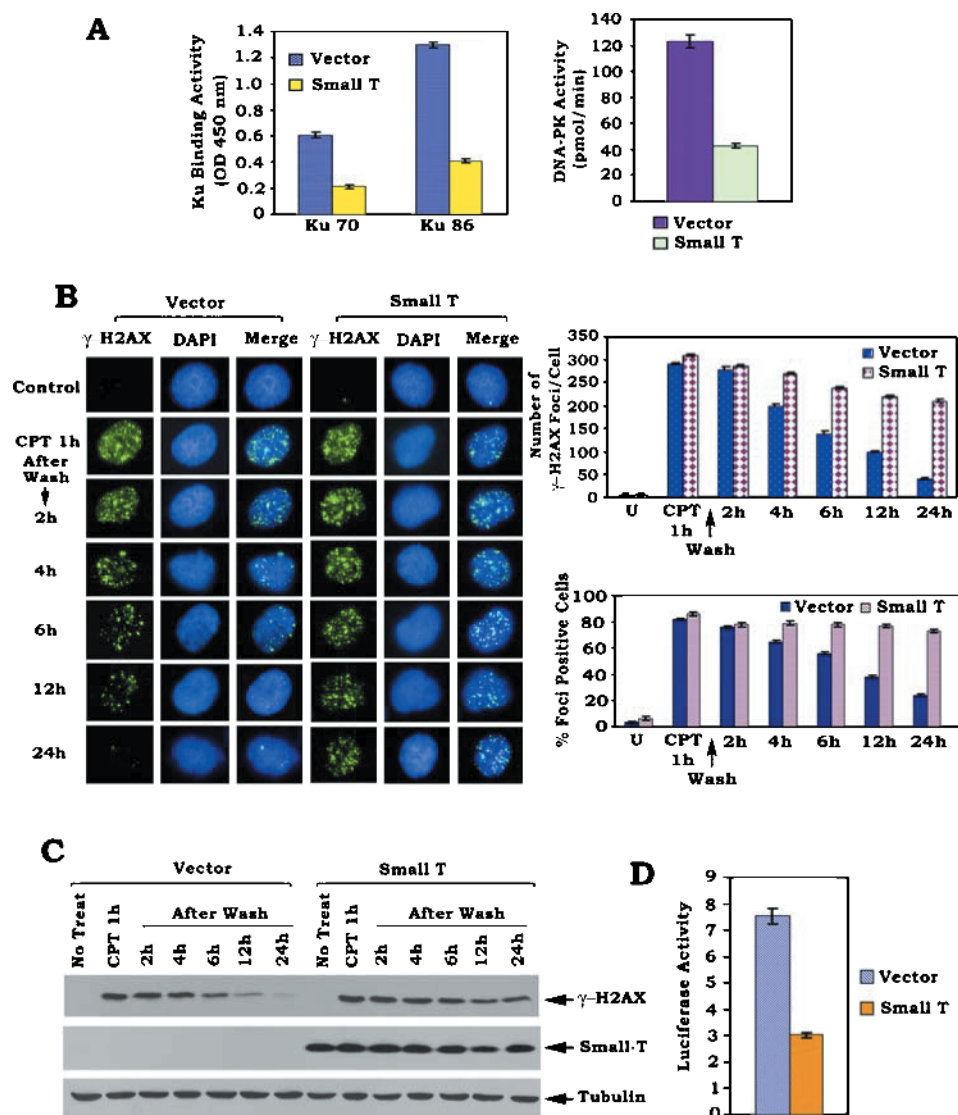 A
Ku Binding Activity
(OD 450 nm)
1.4
1.2
1.0
0.8
0.6
0.4
0.2
0
Vector
Small T
Ku 70
Ku 86
DNA-PK Activity
(pmol/min)
140
120
100
80
60
40
20
0
Vector
Small T
B
Vector
Small T
γ H2AX
DAPI
Merge
γ H2AX
DAPI
Merge
Control
CPT 1h
After
Wash
2h
4h
6h
12h
24h
Number of
γ-H2AX Foci/Cell
350
300
250
200
150
100
50
0
Vector
Small T
U
CPT
1h
Wash
2h
4h
6h
12h
24h
% Foci Positive Cells
100
80
60
40
20
0
Vector
Small T
U
CPT
1h
Wash
2h
4h
6h
12h
24h
C
Vector
Small T
No Treat
CPT 1h
After Wash
2h
4h
6h
12h
24h
No Treat
CPT 1h
After Wash
2h
4h
6h
12h
24h
γ-H2AX
Small-T
Tubulin
D
Luciferase Activity
9
8
7
6
5
4
3
2
1
0
Vector
Small T